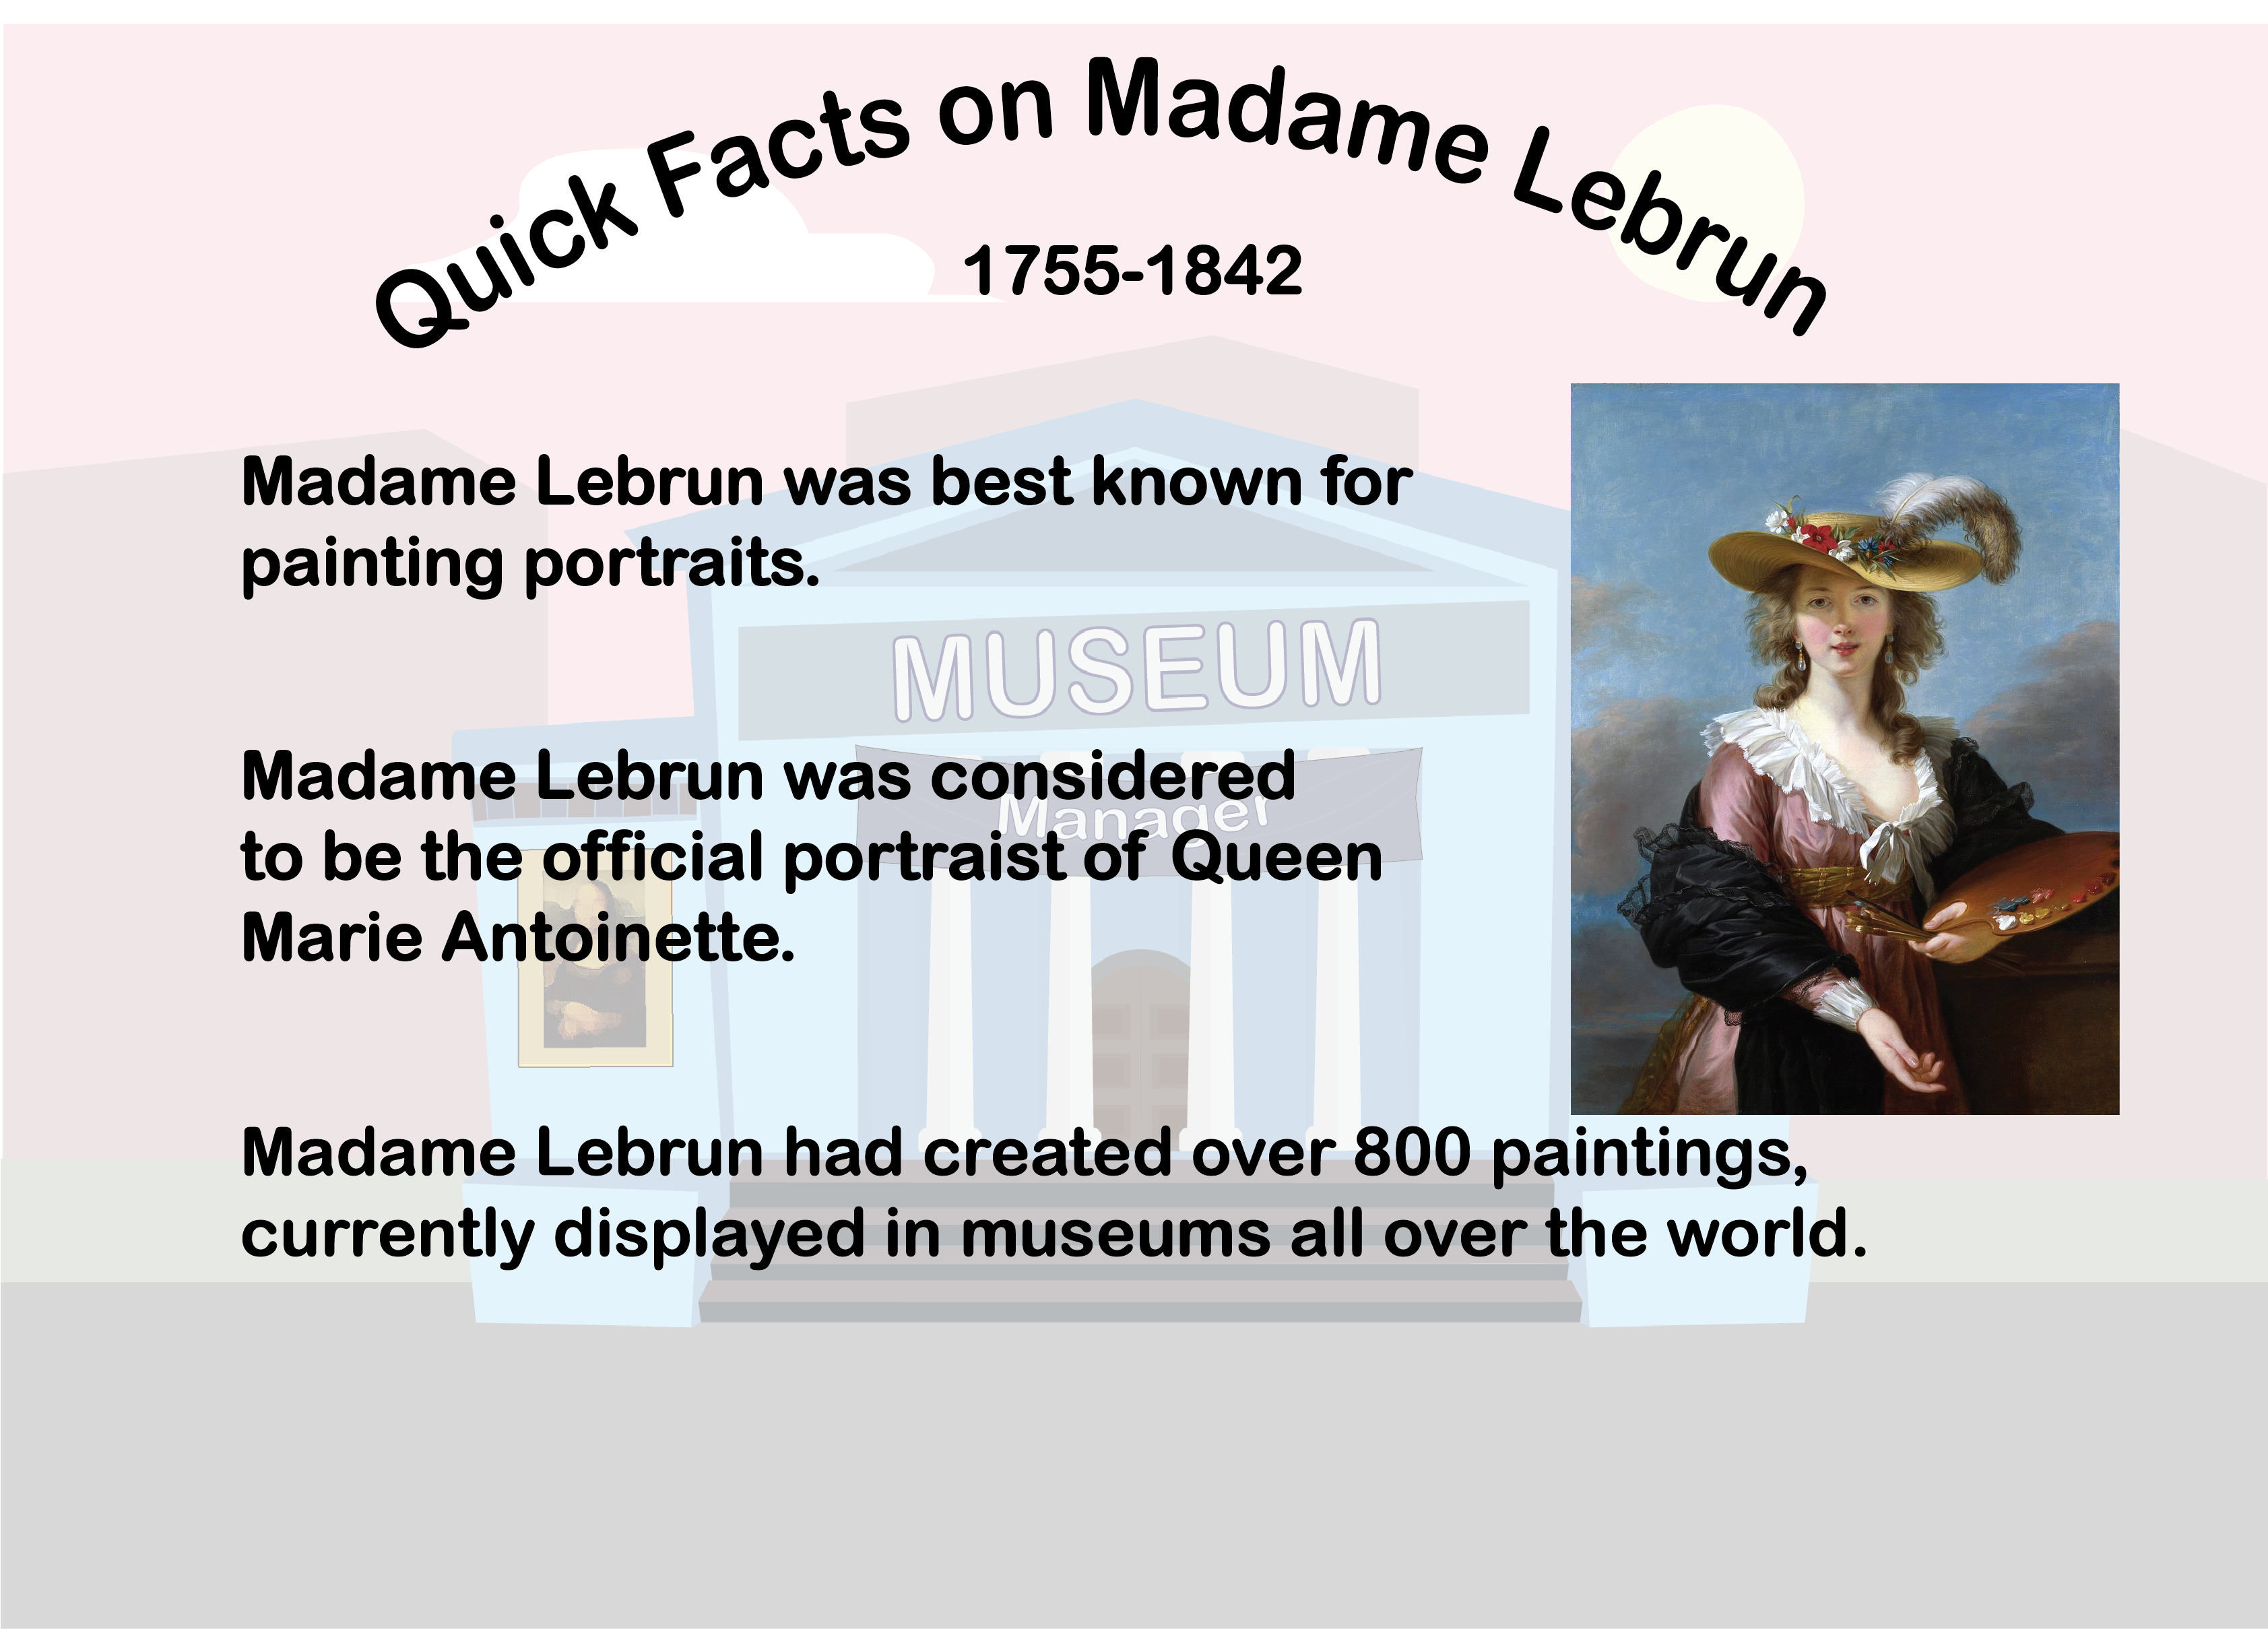 Quick Facts on Madame Lebrun
1755-1842
Madame Lebrun was best known for
painting portraits.
MUSEUM
Manager
Madame Lebrun was considered
to be the official portraist of Queen
Marie Antoinette.
Madame Lebrun had created over 800 paintings,
currently displayed in museums all over the world.